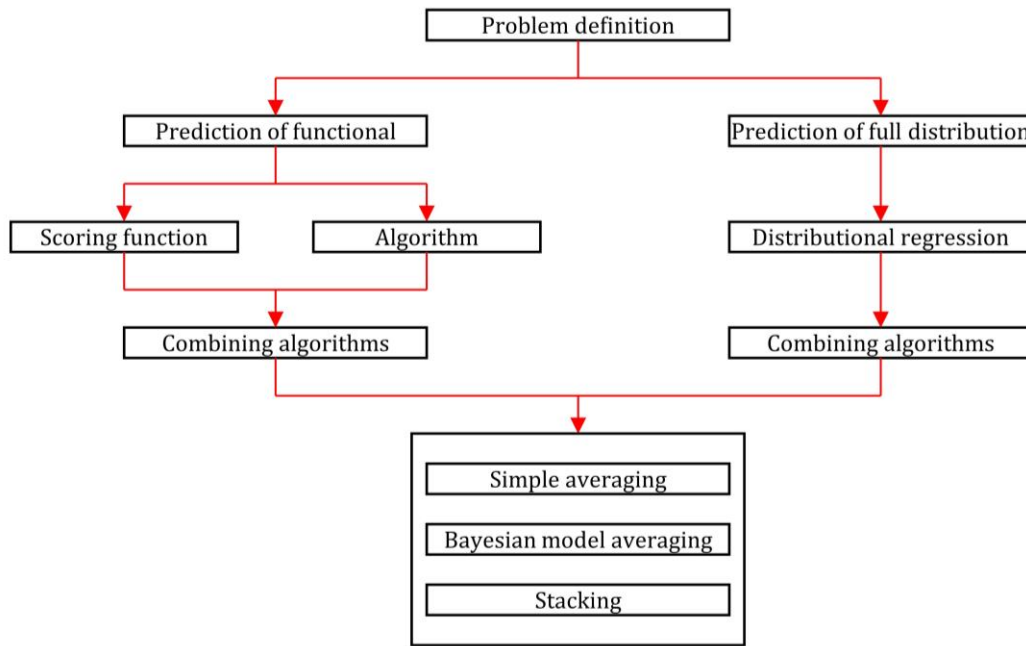 Problem definition
Prediction of functional
Prediction of full distribution
Scoring function
Algorithm
Distributional regression
Combining algorithms
Combining algorithms
Simple averaging
Bayesian model averaging
Stacking